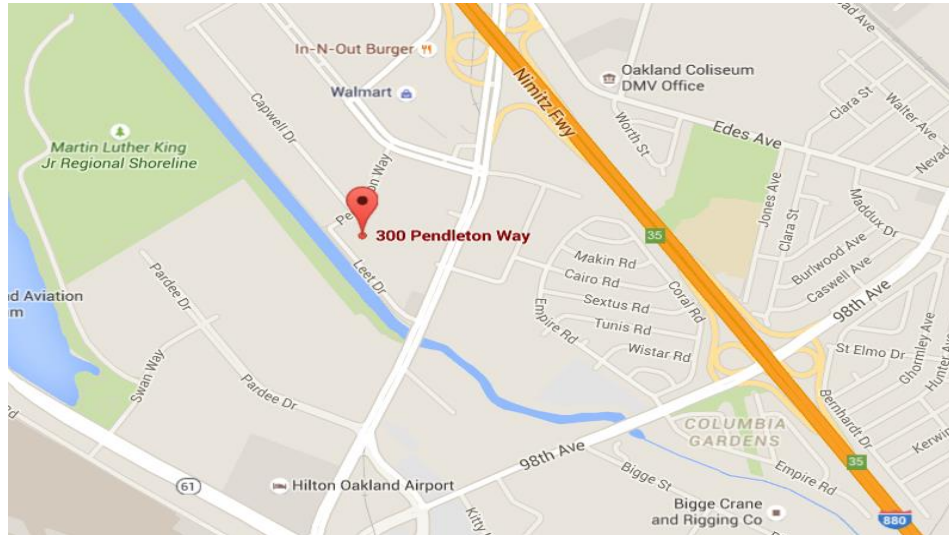 In-N-Out Burger
Walmart
Nimitz Fwy
Oakland Coliseum
DMV Office
Clara St
Walter Ave
Worth St
Edes Ave
Capwell Dr
Martin Luther King
Jr Regional Shoreline
Jones Ave
Clara St
Maddux Dr
300 Pendleton Way
35
Makin Rd
Cairo Rd
Sextus Rd
Tunis Rd
Wistar Rd
Empire Rd
Coral Rd
Burlwood Ave
Caswell Ave
98th Ave
Pardee Dr
Leet Dr
Swan Way
Pardee Dr
St Elmo Dr
Ghormley Ave
Hunter Ave
Bernhardt Dr
COLUMBIA
GARDENS
98th Ave
35
Empire Rd
Bigge St
61
Hilton Oakland Airport
Bigge Crane
and Rigging Co
880